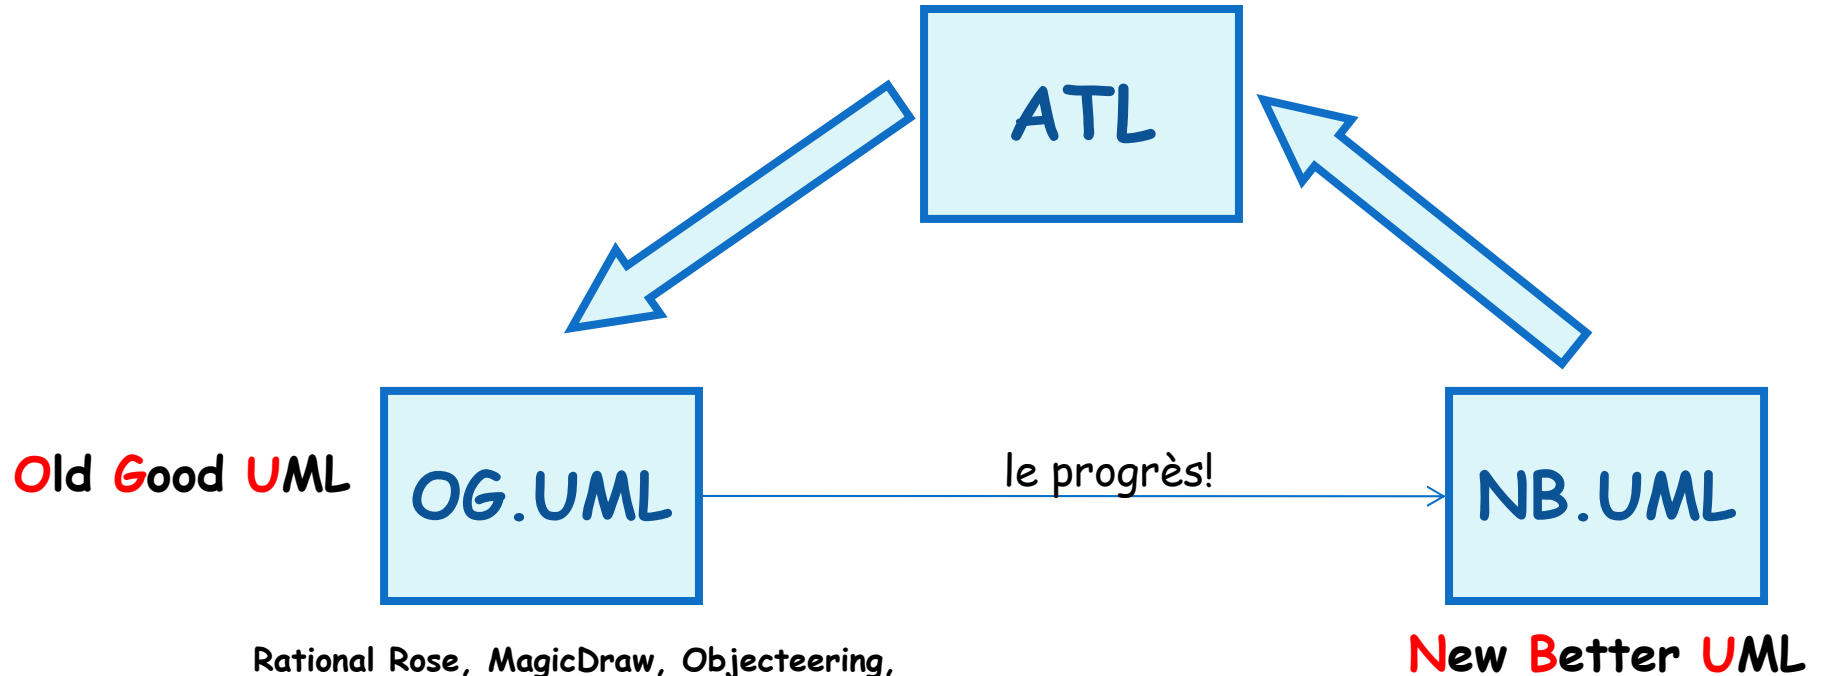 ATL
Old Good UML
OG.UML
le progrès!
NB.UML
Rational Rose, MagicDraw, Objecteering,
New Better UML